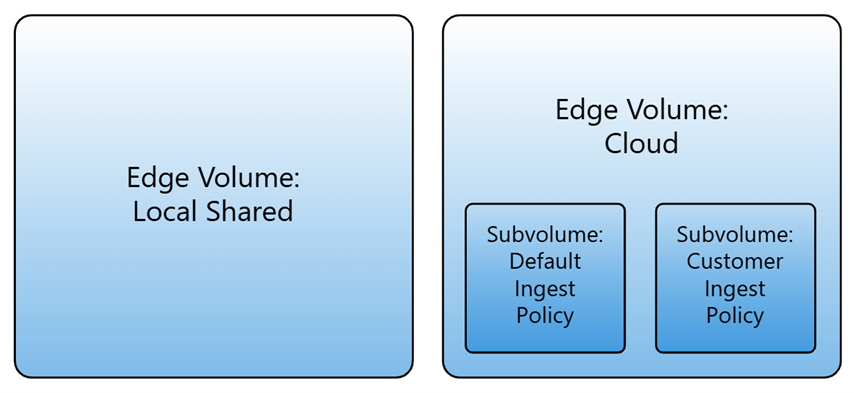 Edge Volume:
Local Shared
Edge Volume:
Cloud
Subvolume:
Default
Ingest
Policy
Subvolume:
Customer
Ingest
Policy